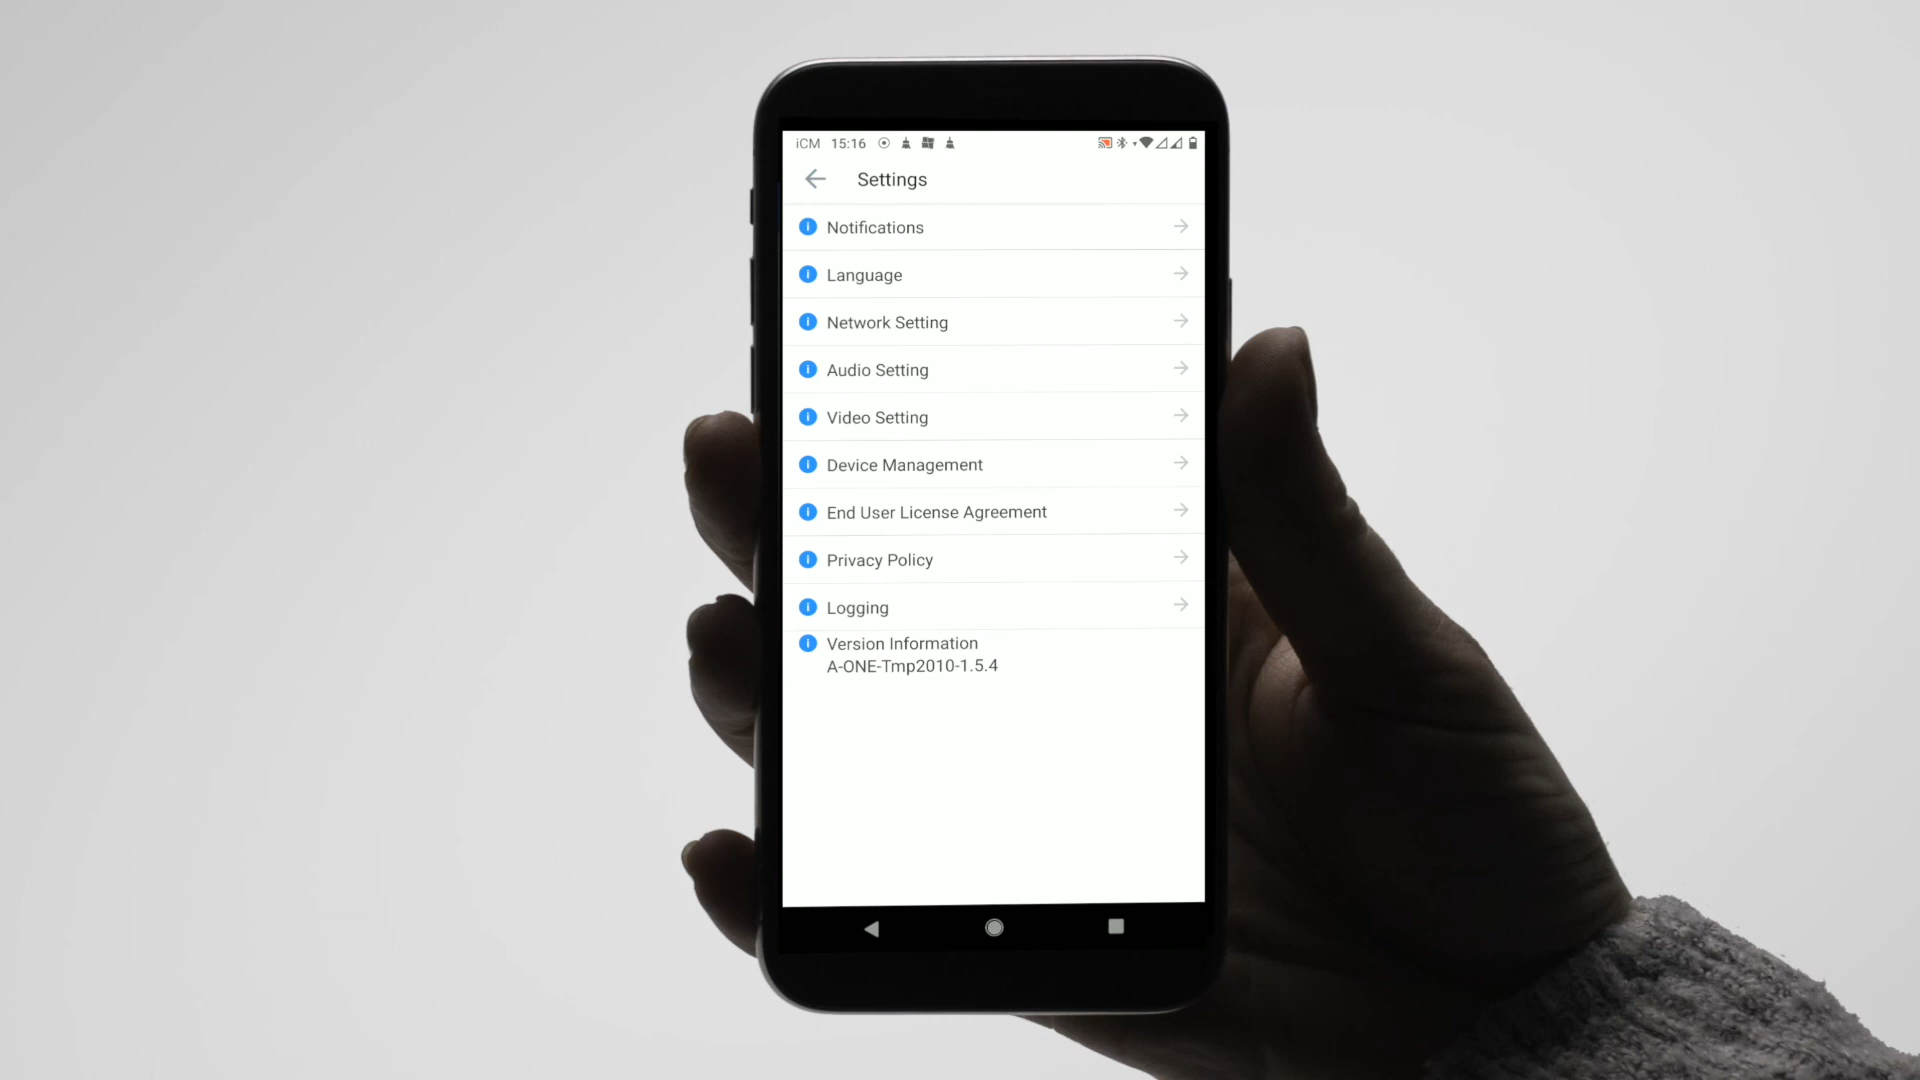 iCM 15:16
Settings
Notifications
Language
Network Setting
Audio Setting
Video Setting
Device Management
End User License Agreement
Privacy Policy
Logging
Version Information
A-ONE-Tmp2010-1.5.4